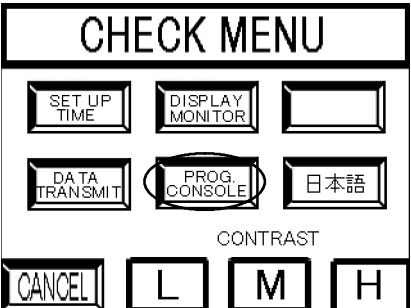 CHECK MENU
SET UP
TIME
DISPLAY
MONITOR
DATA
TRANSMIT
PROG.
CONSOLE
日本語
CONTRAST
CANCEL
L
M
H